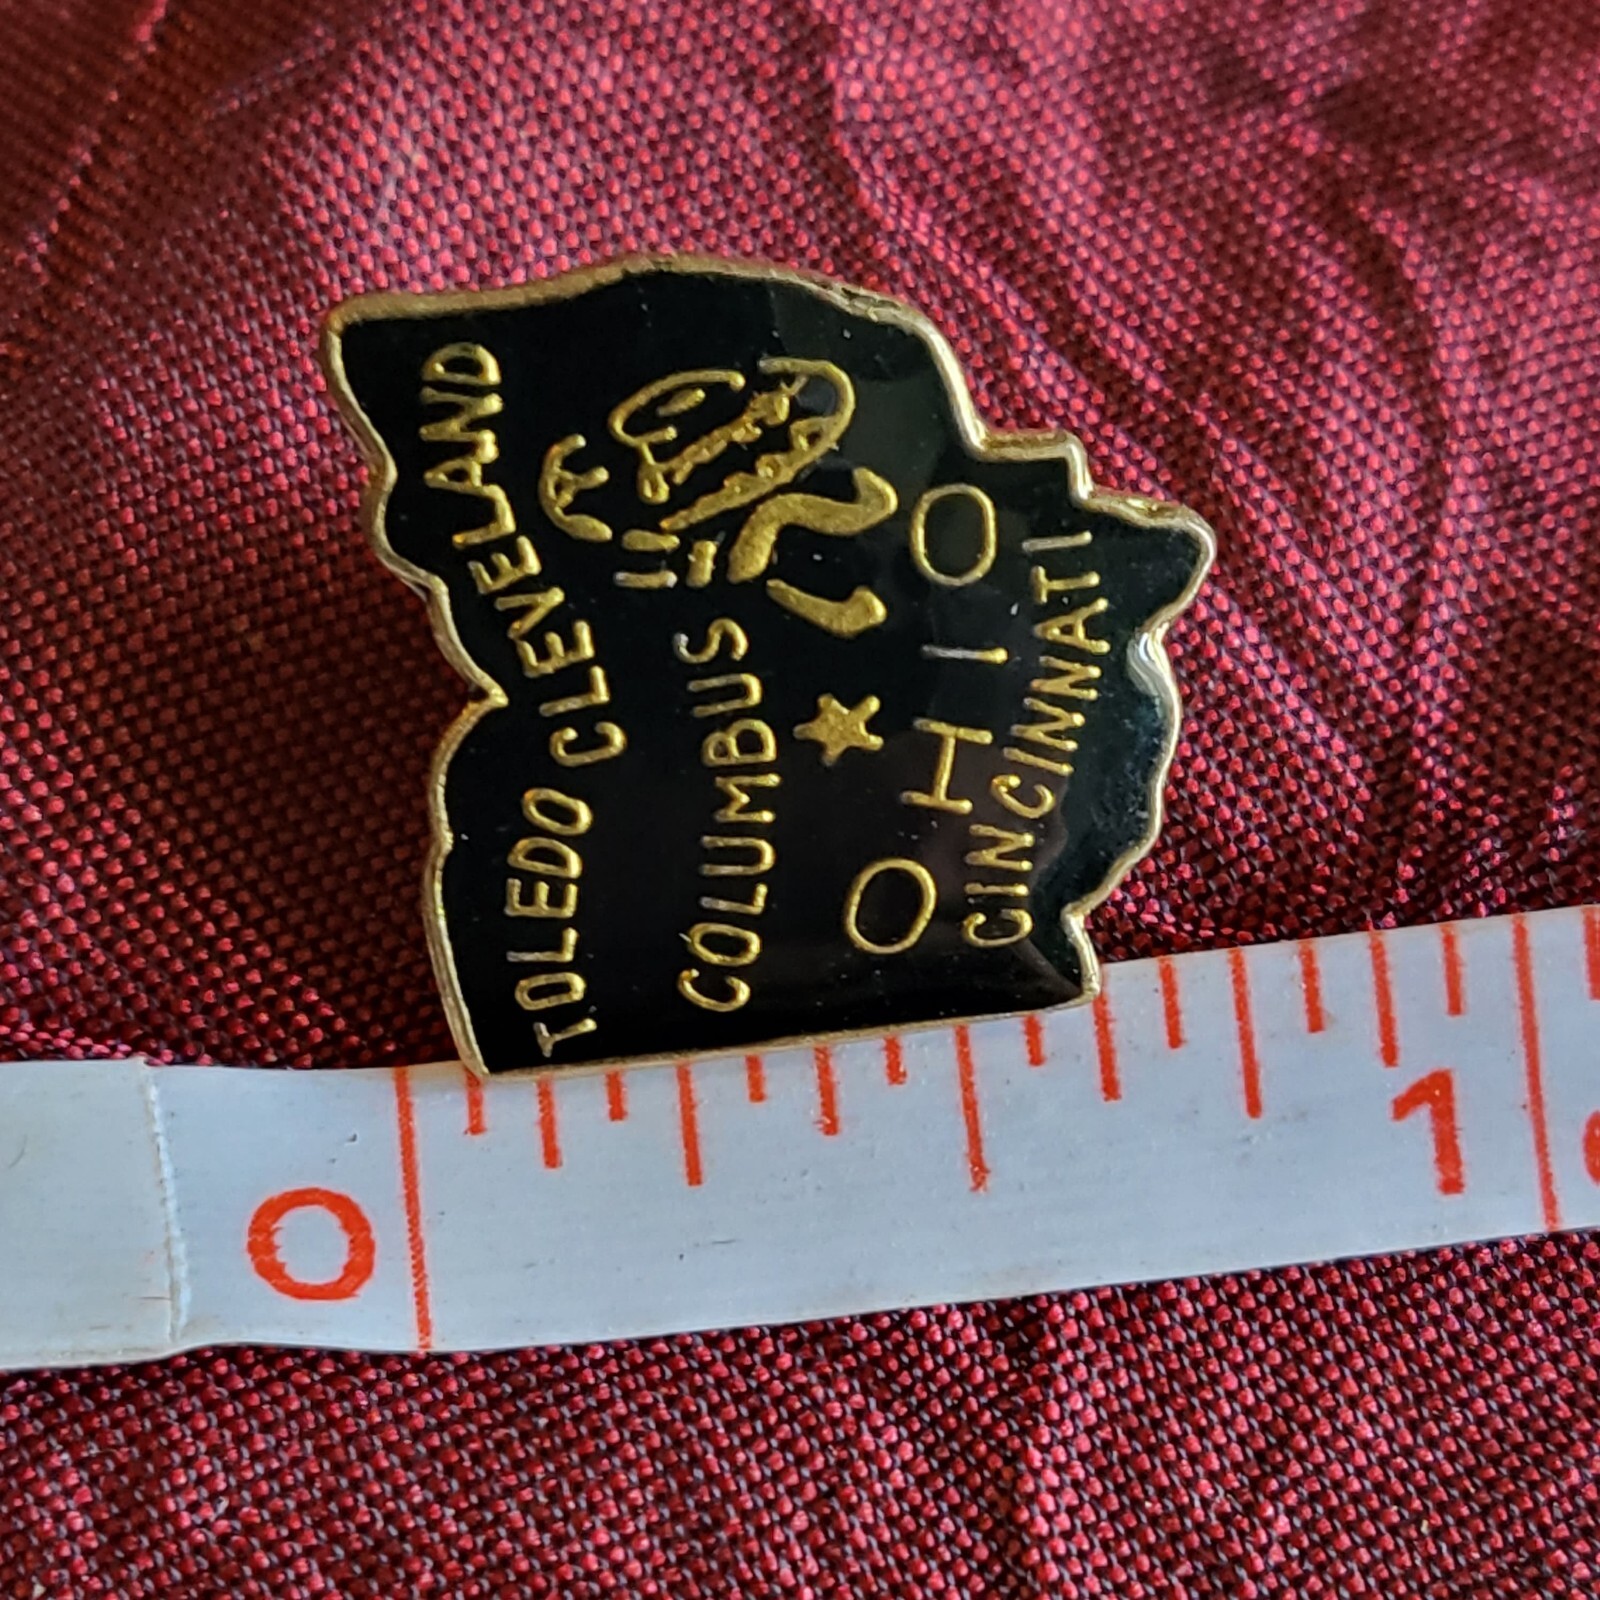 TOLEDO CLEVELAND
COLUMBUS
OHIO
CINCINNATI
0
1